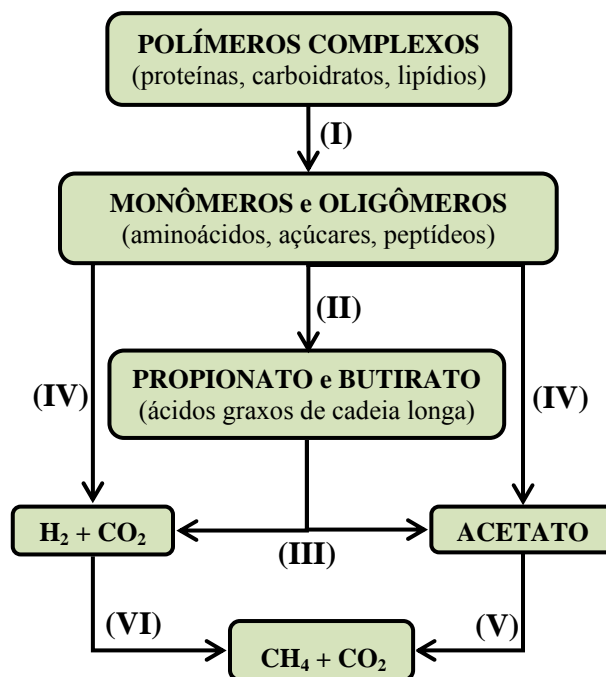 POLÍMEROS COMPLEXOS
(proteínas, carboidratos, lipídios)
(I)
MONÔMEROS e OLIGÔMEROS
(aminoácidos, açúcares, peptídeos)
(II)
PROPIONATO e BUTIRATO
(ácidos graxos de cadeia longa)
(IV)
(IV)
H₂ + CO₂
(III)
ACETATO
(VI)
(V)
CH₄ + CO₂